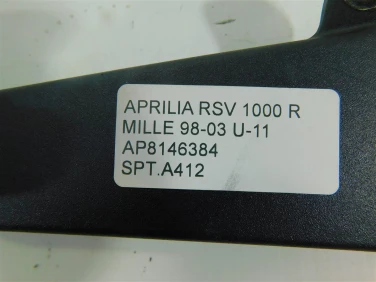 APRILIA RSV 1000 R
MILLE 98-03 U-11
AP8146384
SPT.A412